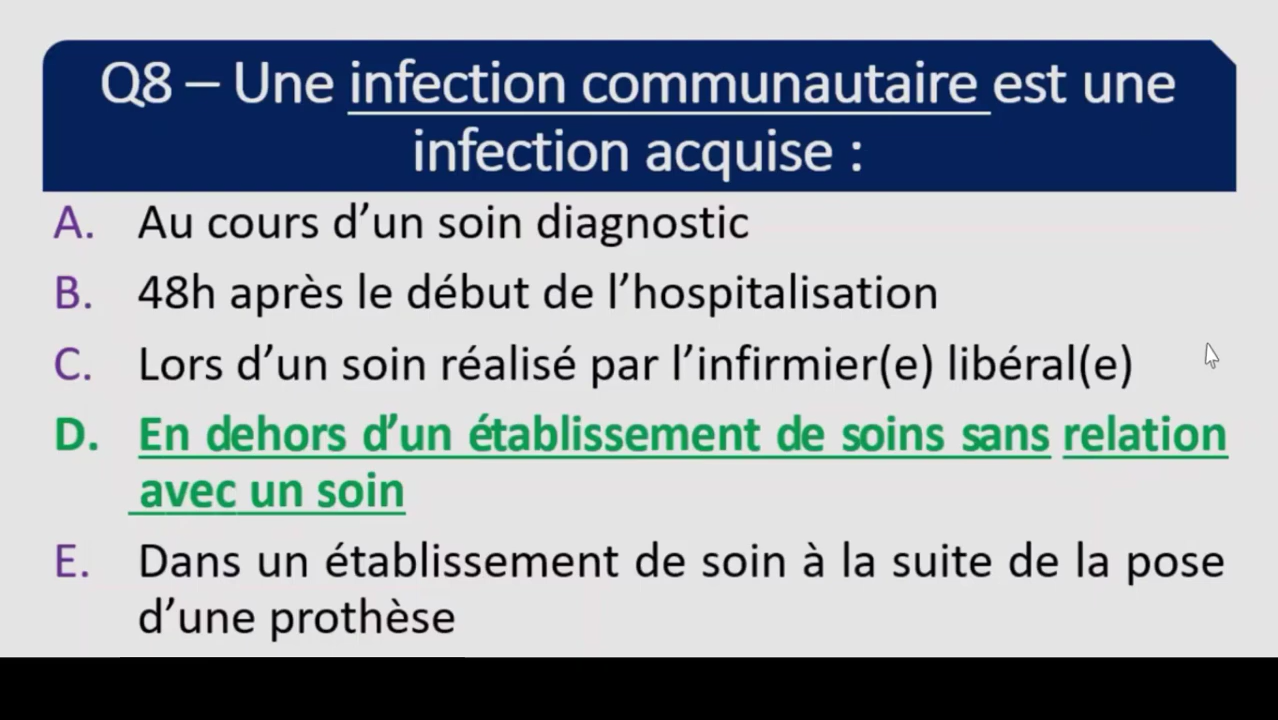 Q8 – Une infection communautaire est une
infection acquise :
A. Au cours d’un soin diagnostic
B. 48h après le début de l’hospitalisation
C. Lors d’un soin réalisé par l’infirmier(e) libéral(e)
D. En dehors d’un établissement de soins sans relation
avec un soin
E. Dans un établissement de soin à la suite de la pose
d’une prothèse